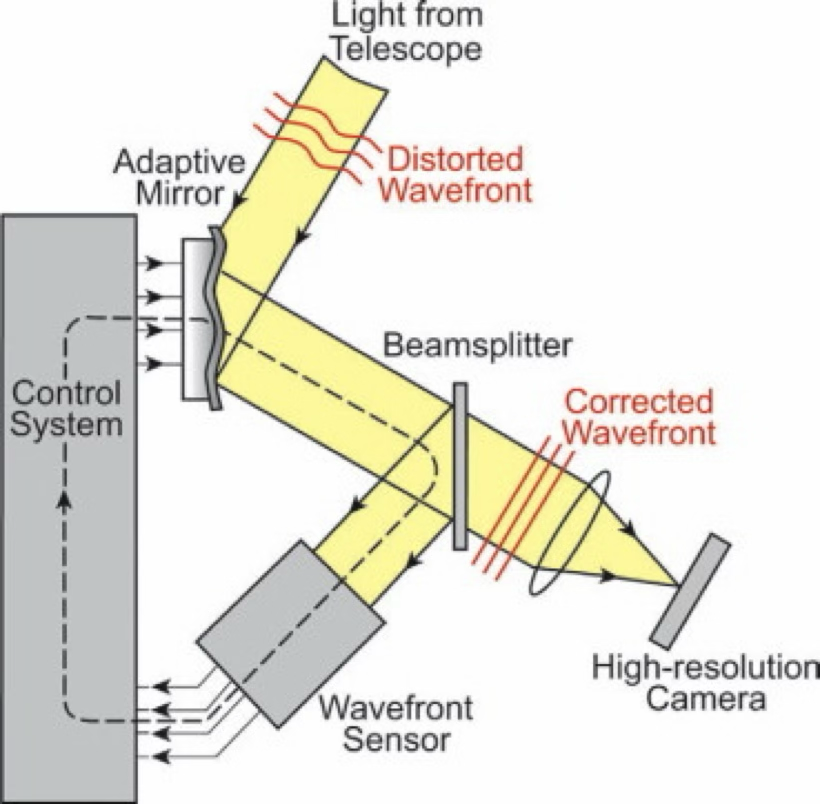 Light from
Telescope
Distorted
Wavefront
Adaptive
Mirror
Beamsplitter
Control
System
Corrected
Wavefront
High-resolution
Camera
Wavefront
Sensor